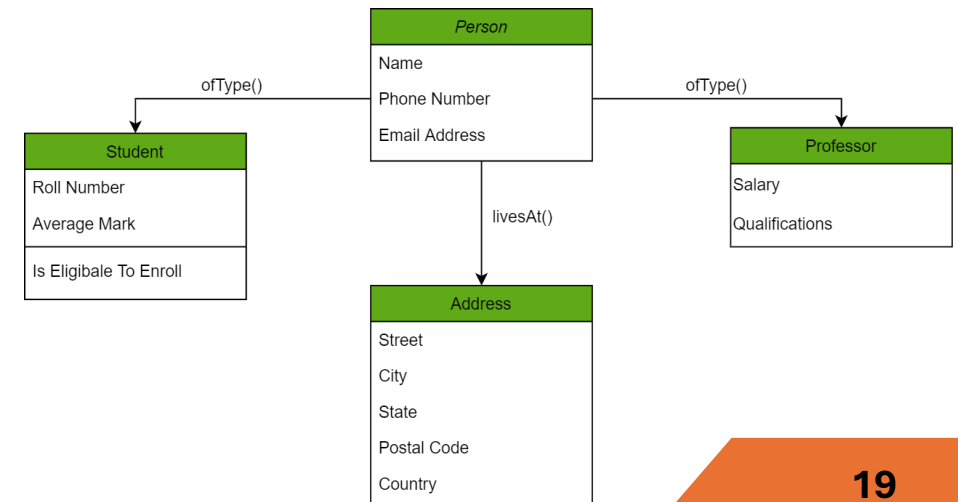 Person
Name
Phone Number
Email Address
ofType()
ofType()
Student
Roll Number
Average Mark
Is Eligibale To Enroll
Professor
Salary
Qualifications
livesAt()
Address
Street
City
State
Postal Code
Country
19